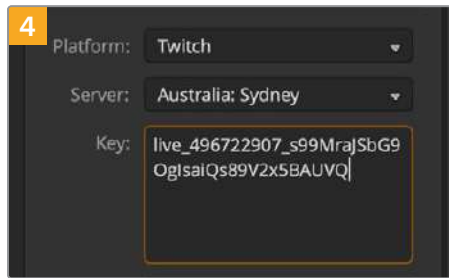 4
Platform: Twitch
Server: Australia: Sydney
Key: live_496722907_s99MraJSbG9
OgIsaiQs89V2x5BAUVQ